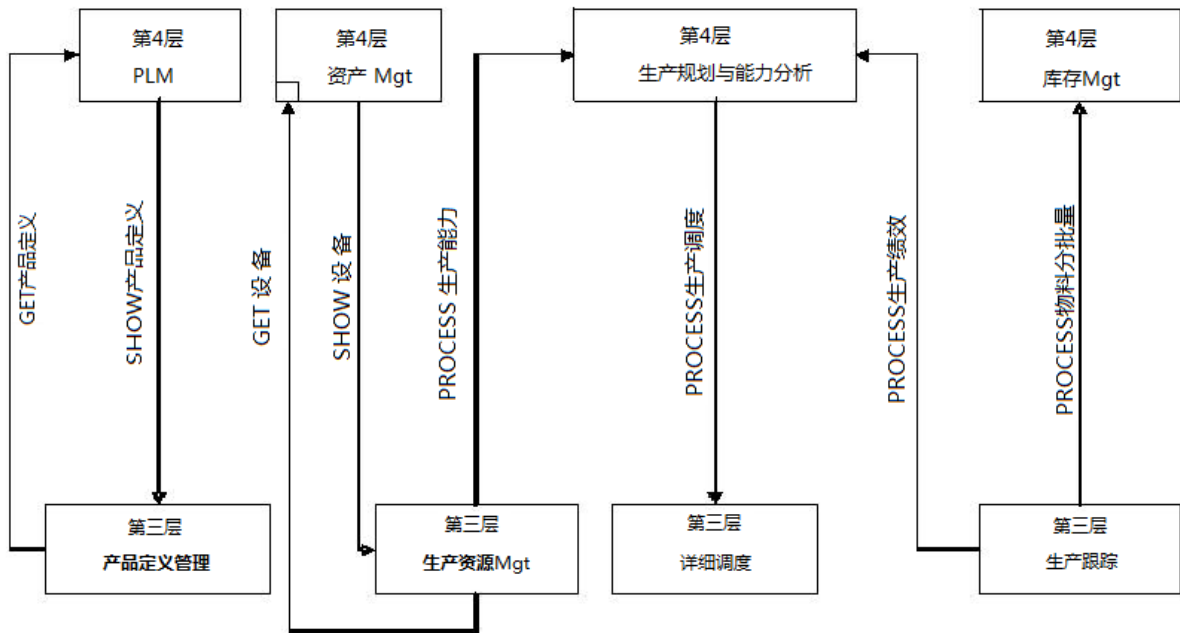 第4层
PLM
第4层
资产 Mgt
第4层
生产规划与能力分析
第4层
库存Mgt
GET产品定义
SHOW产品定义
GET 设 备
SHOW 设 备
PROCESS 生产能力
PROCESS生产调度
PROCESS生产绩效
PROCESS物料分批量
第三层
产品定义管理
第三层
生产资源Mgt
第三层
详细调度
第三层
生产跟踪